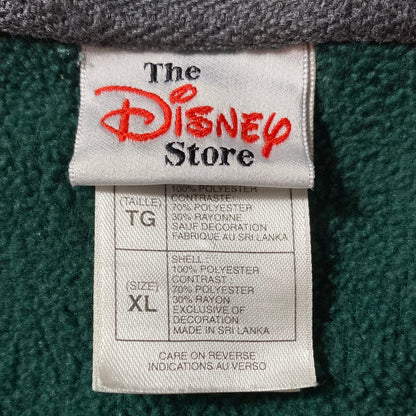 The
Disney
Store
(TAILLE)
TG
100% POLYESTER
CONTRASTE:
70% POLYESTER
30% RAYONNE
SAUF DECORATION
FABRIQUE AU SRI LANKA
(SIZE)
XL
SHELL:
100% POLYESTER
CONTRAST
70% POLYESTER
30% RAYON
EXCLUSIVE OF
DECORATION
MADE IN SRI LANKA
CARE ON REVERSE
INDICATIONS AU VERSO